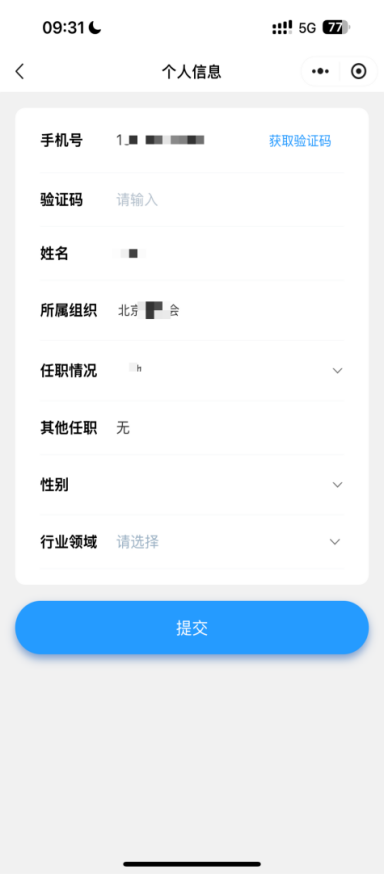 09:31
5G 77
个人信息
手机号 1 获取验证码
验证码 请输入
姓名
所属组织 北京 会
任职情况
其他任职 无
性别
行业领域 请选择
提交